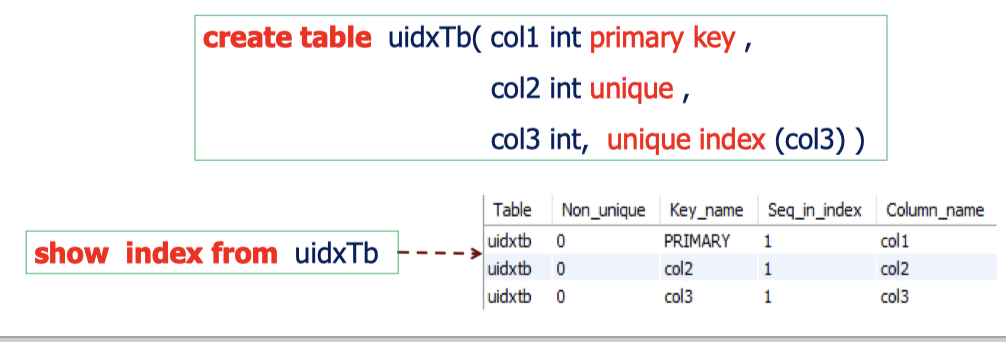 create table uidxTb( col1 int primary key ,
col2 int unique ,
col3 int, unique index (col3) )
Table Non_unique Key_name Seq_in_index Column_name
uidxtb 0 PRIMARY 1 col1
show index from uidxTb
uidxtb 0 col2 1 col2
uidxtb 0 col3 1 col3